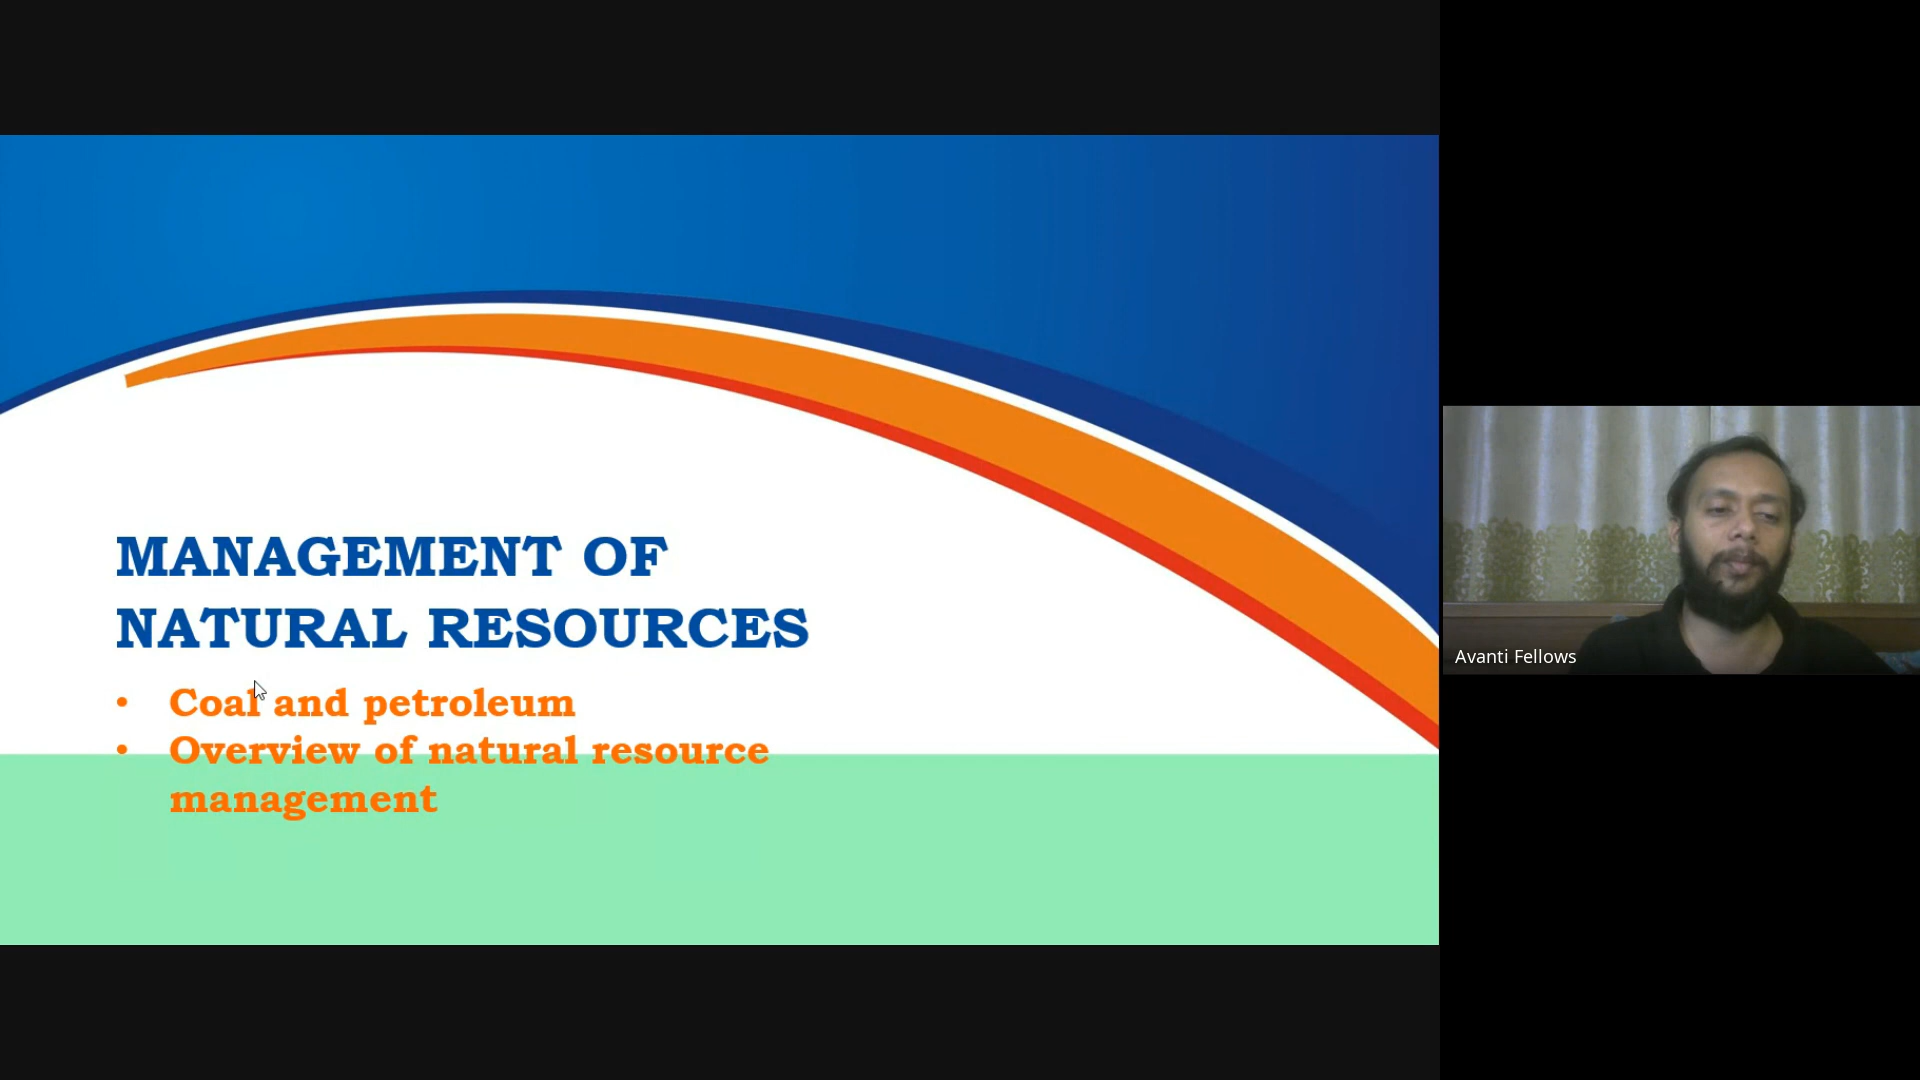 MANAGEMENT OF
NATURAL RESOURCES
• Coal and petroleum
• Overview of natural resource
management
Avanti Fellows